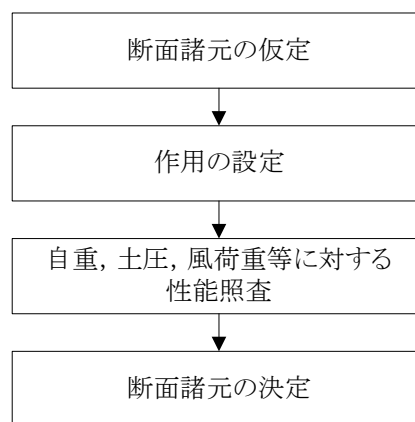 断面諸元の仮定
作用の設定
自重，土圧，風荷重等に対する
性能照査
断面諸元の決定